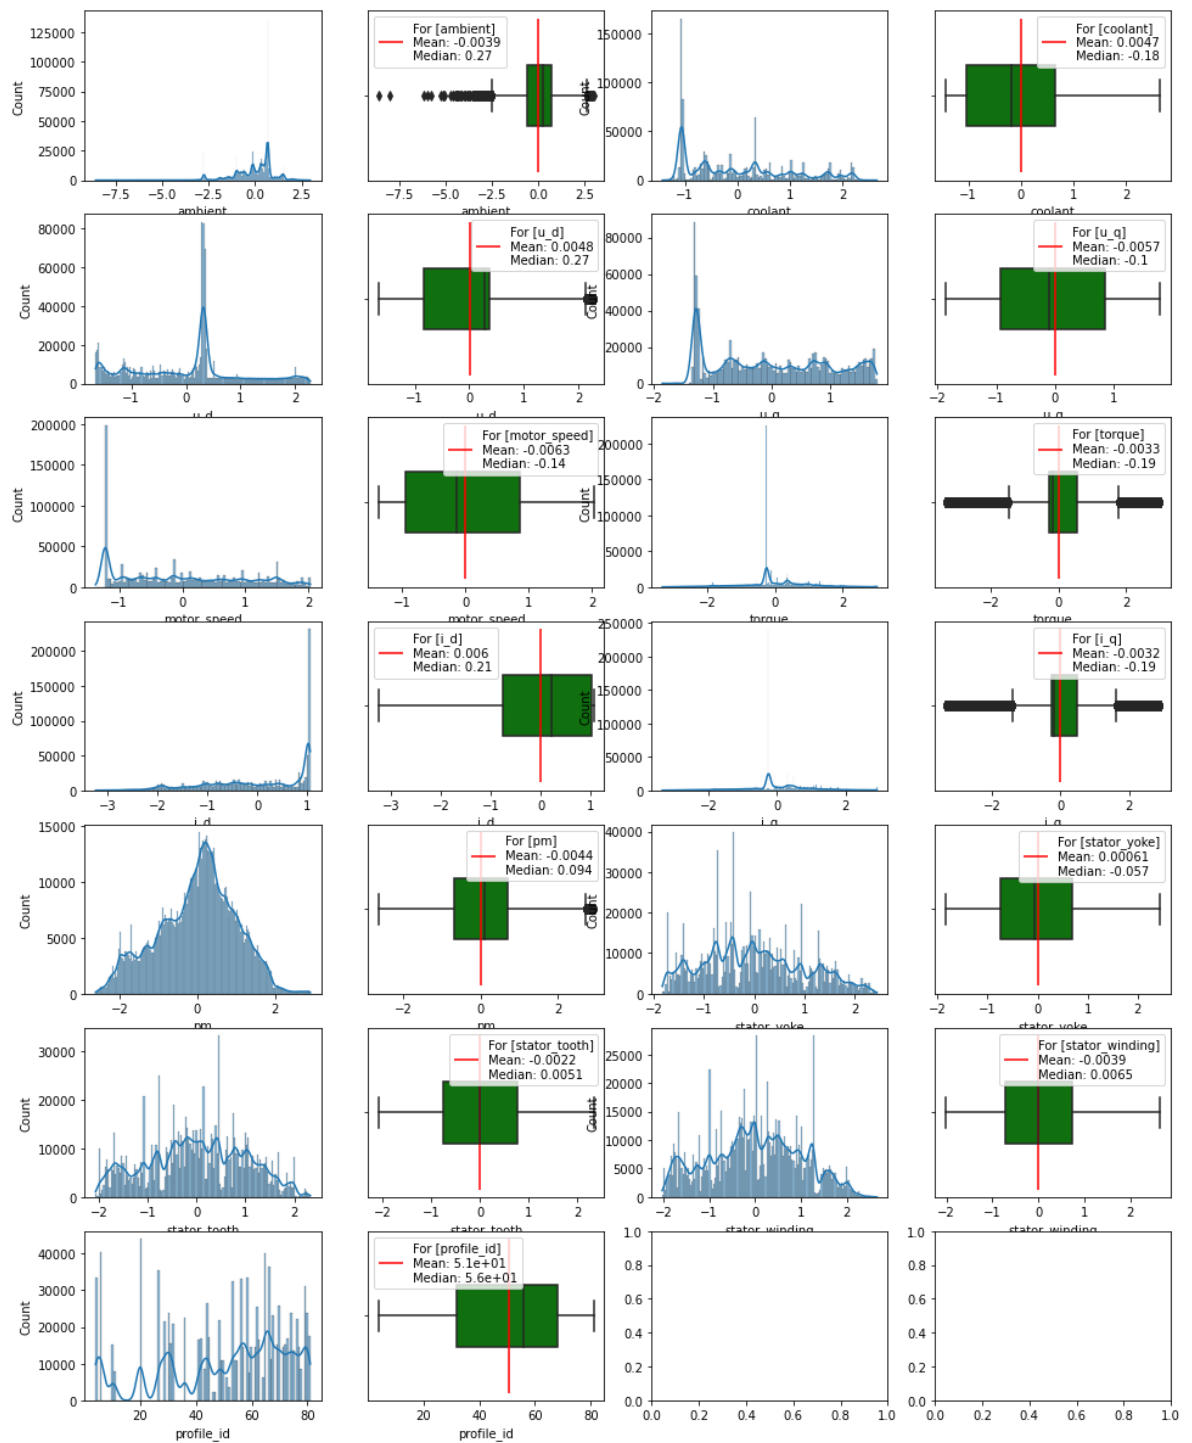 125000
100000
75000
50000
25000
0
Count
−7.5 −5.0 −2.5 0.0 2.5
ambient
For [ambient]
Mean: -0.0039
Median: 0.27
−7.5 −5.0 −2.5 0.0 2.5
ambient
150000
100000
50000
0
Count
−1 0 1 2
coolant
For [coolant]
Mean: 0.0047
Median: -0.18
−1 0 1 2
coolant
80000
60000
40000
20000
0
Count
−1 0 1 2
u_d
For [u_d]
Mean: 0.0048
Median: 0.27
−1 0 1 2
u_d
80000
60000
40000
20000
0
Count
−2 −1 0 1
u_q
For [u_q]
Mean: -0.0057
Median: -0.1
−1 0 1
u_q
200000
150000
100000
50000
0
Count
−1 0 1 2
motor_speed
For [motor_speed]
Mean: -0.0063
Median: -0.14
−1 0 1 2
motor_speed
200000
150000
100000
50000
0
Count
−2 0 2
torque
For [torque]
Mean: -0.0033
Median: -0.19
−2 0 2
torque
200000
150000
100000
50000
0
Count
−3 −2 −1 0 1
i_d
For [i_d]
Mean: 0.006
Median: 0.21
−3 −2 −1 0 1
i_d
250000
200000
150000
100000
50000
0
Count
−2 0 2
i_q
For [i_q]
Mean: -0.0032
Median: -0.19
−2 0 2
i_q
15000
10000
5000
0
Count
−2 0 2
pm
For [pm]
Mean: -0.0044
Median: 0.094
−2 0 2
pm
40000
30000
20000
10000
0
Count
−2 −1 0 1 2
stator_yoke
For [stator_yoke]
Mean: 0.00061
Median: -0.057
−2 −1 0 1 2
stator_yoke
30000
20000
10000
0
Count
−2 −1 0 1 2
stator_tooth
For [stator_tooth]
Mean: -0.0022
Median: 0.0051
−2 −1 0 1 2
stator_tooth
25000
20000
15000
10000
5000
0
Count
−2 −1 0 1 2
stator_winding
For [stator_winding]
Mean: -0.0039
Median: 0.0065
−2 −1 0 1 2
stator_winding
40000
30000
20000
10000
0
Count
20 40 60 80
profile_id
For [profile_id]
Mean: 5.1e+01
Median: 5.6e+01
20 40 60 80
profile_id
1.0
0.8
0.6
0.4
0.2
0.0
0.0 0.2 0.4 0.6 0.8 1.0
1.0
0.8
0.6
0.4
0.2
0.0
0.0 0.2 0.4 0.6 0.8 1.0